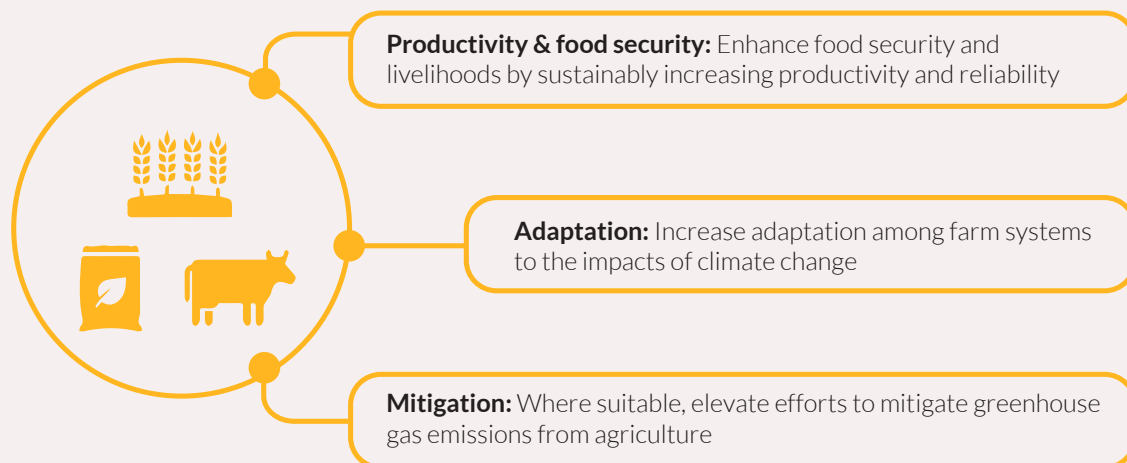 Productivity & food security: Enhance food security and
livelihoods by sustainably increasing productivity and reliability
Adaptation: Increase adaptation among farm systems
to the impacts of climate change
Mitigation: Where suitable, elevate efforts to mitigate greenhouse
gas emissions from agriculture